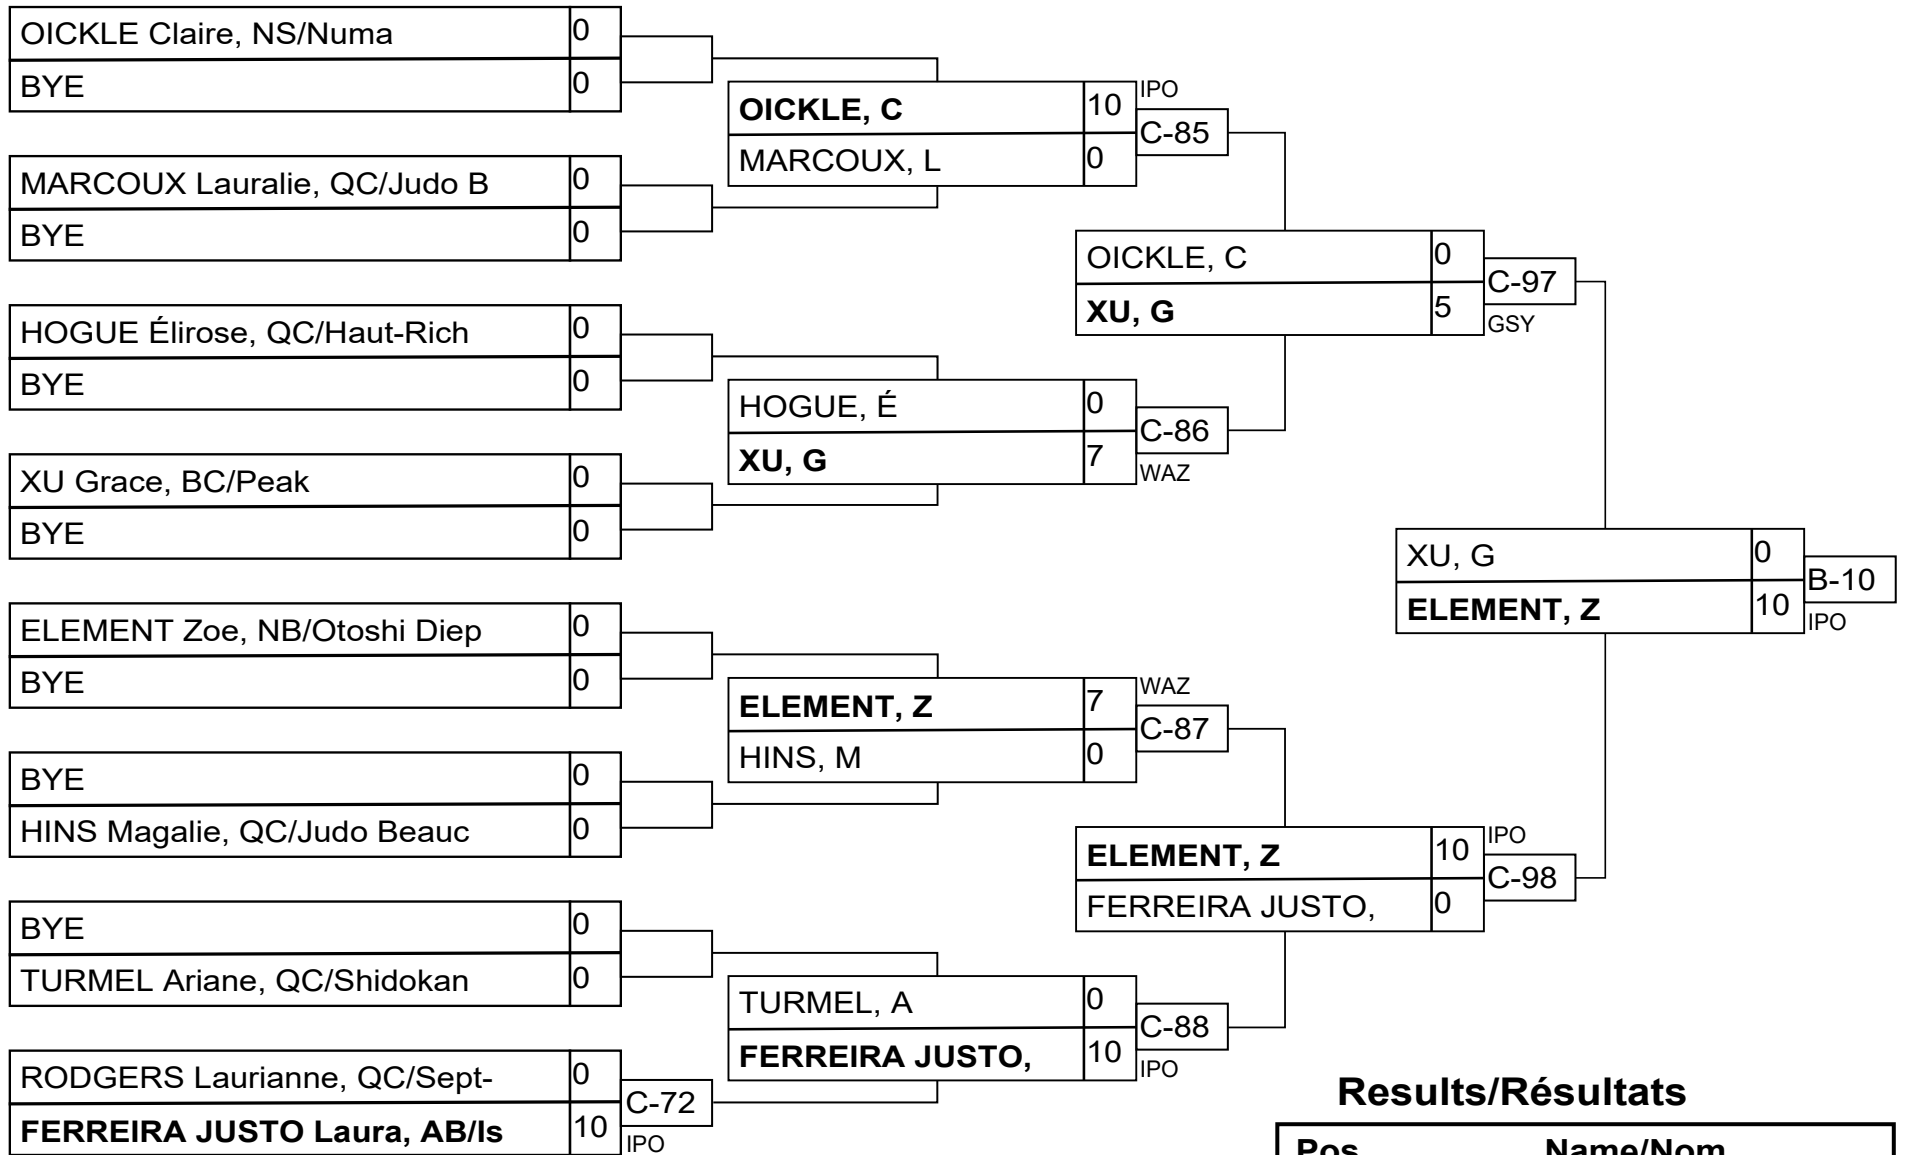 OICKLE Claire, NS/Numa 0
BYE 0
MARCOUX Lauralie, QC/Judo B 0
BYE 0
HOGUE Élirose, QC/Haut-Rich 0
BYE 0
XU Grace, BC/Peak 0
BYE 0
ELEMENT Zoe, NB/Otoshi Diep 0
BYE 0
BYE 0
HINS Magalie, QC/Judo Beauc 0
BYE 0
TURMEL Ariane, QC/Shidokan 0
RODGERS Laurianne, QC/Sept- 0
FERREIRA JUSTO Laura, AB/Is 10
C-72
IPO
OICKLE, C 10
IPO
C-85
MARCOUX, L 0
HOGUE, É 0
C-86
XU, G 7
WAZ
ELEMENT, Z 7
WAZ
C-87
HINS, M 0
TURMEL, A 0
C-88
FERREIRA JUSTO, 10
IPO
OICKLE, C 0
C-97
XU, G 5
GSY
ELEMENT, Z 10
IPO
C-98
FERREIRA JUSTO, 0
XU, G 0
B-10
ELEMENT, Z 10
IPO
Results/Résultats
Pos Name/Nom